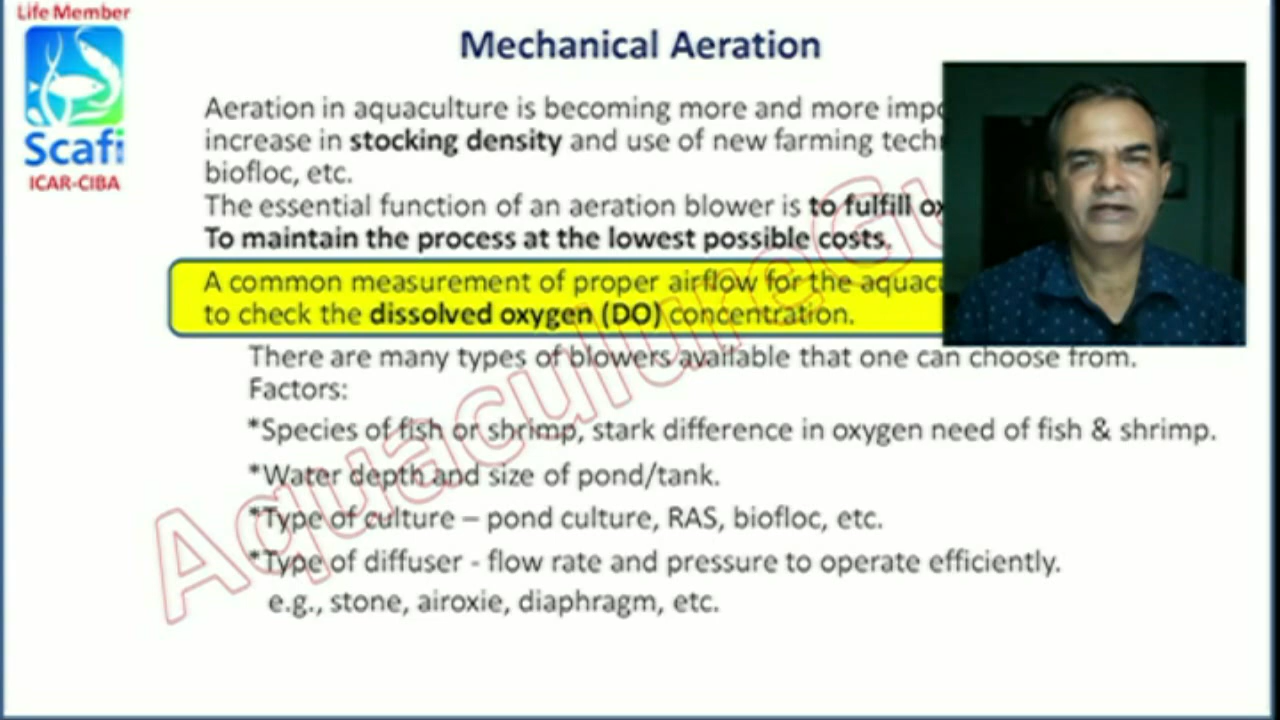 Life Member
Scafi
ICAR-CIBA
Mechanical Aeration
Aeration in aquaculture is becoming more and more
increase in stocking density and use of new farming
biofloc, etc.
The essential function of an aeration blower is to fulfill
To maintain the process at the lowest possible costs.
A common measurement of proper airflow for the
to check the dissolved oxygen (DO) concentration.
There are many types of blowers available that one can choose from.
Factors:
*Species of fish or shrimp, stark difference in oxygen need of fish & shrimp.
*Water depth and size of pond/tank.
*Type of culture – pond culture, RAS, biofloc, etc.
*Type of diffuser - flow rate and pressure to operate efficiently.
e.g., stone, airoxie, diaphragm, etc.